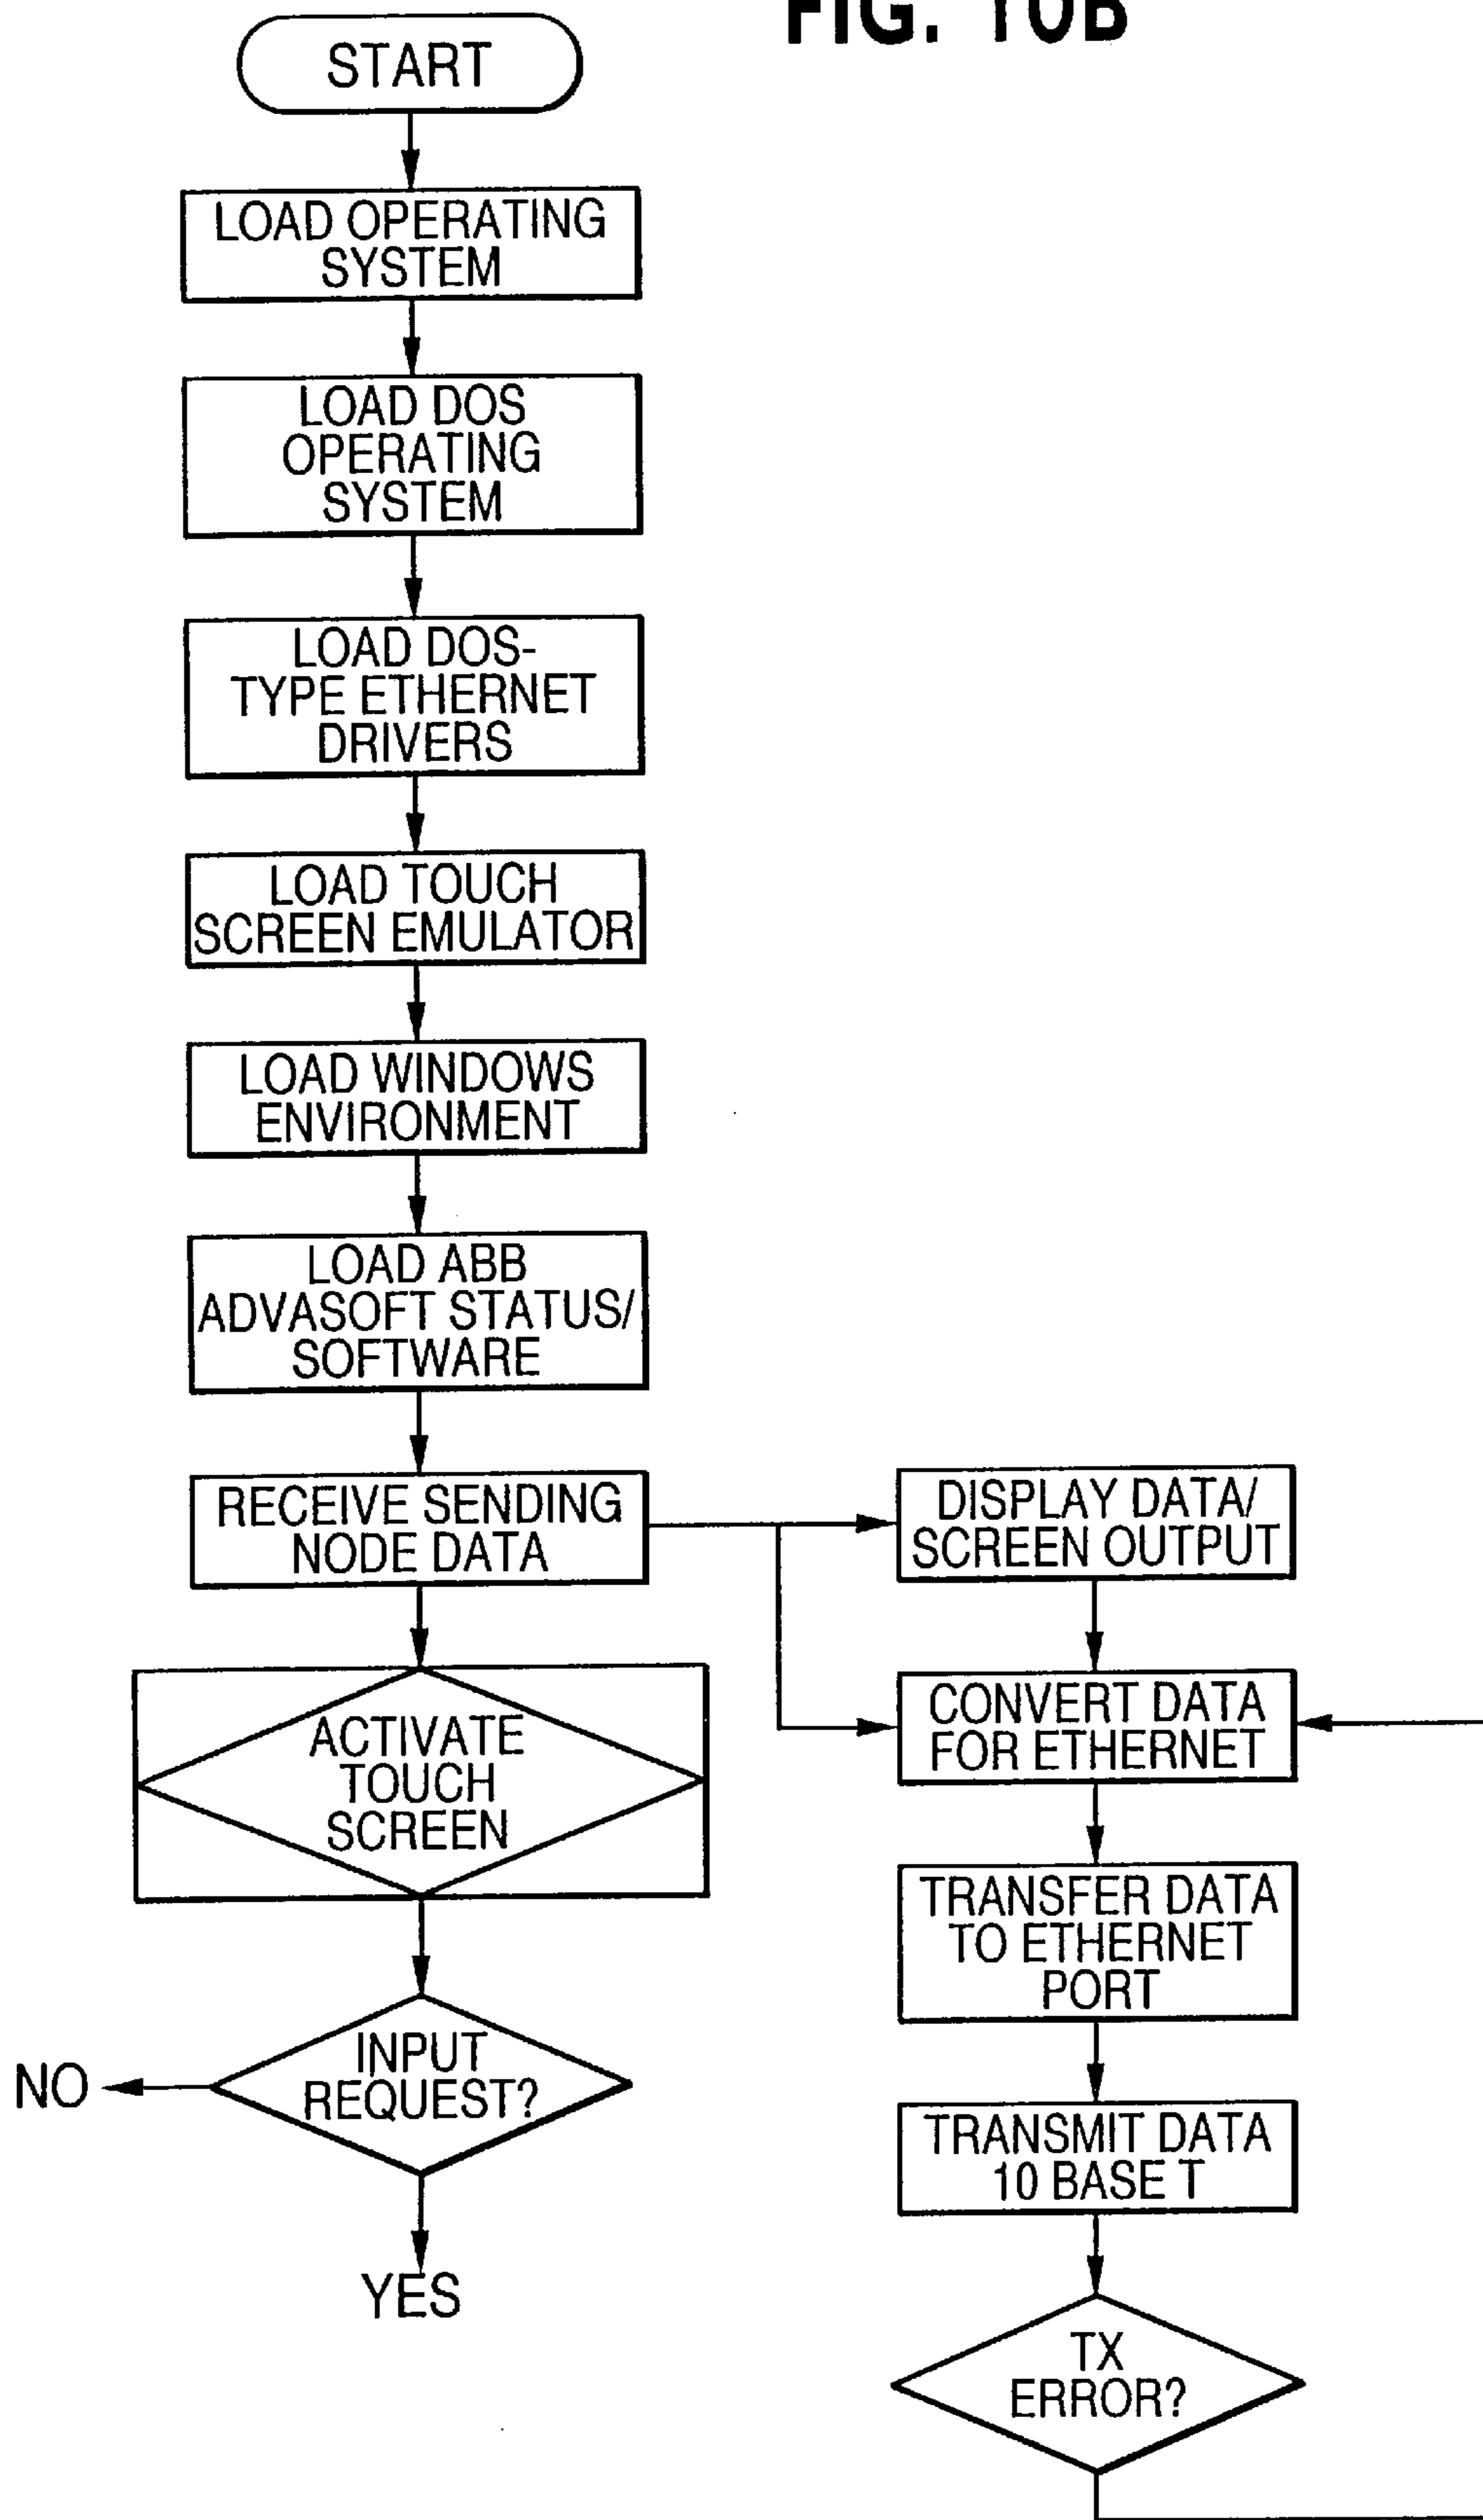 FIG. 10B
START
LOAD OPERATING
SYSTEM
LOAD DOS
OPERATING
SYSTEM
LOAD DOS-
TYPE ETHERNET
DRIVERS
LOAD TOUCH
SCREEN EMULATOR
LOAD WINDOWS
ENVIRONMENT
LOAD ABB
ADVASOFT STATUS/
SOFTWARE
RECEIVE SENDING
NODE DATA
ACTIVATE
TOUCH
SCREEN
INPUT
REQUEST?
NO
YES
DISPLAY DATA/
SCREEN OUTPUT
CONVERT DATA
FOR ETHERNET
TRANSFER DATA
TO ETHERNET
PORT
TRANSMIT DATA
10 BASE T
TX
ERROR?